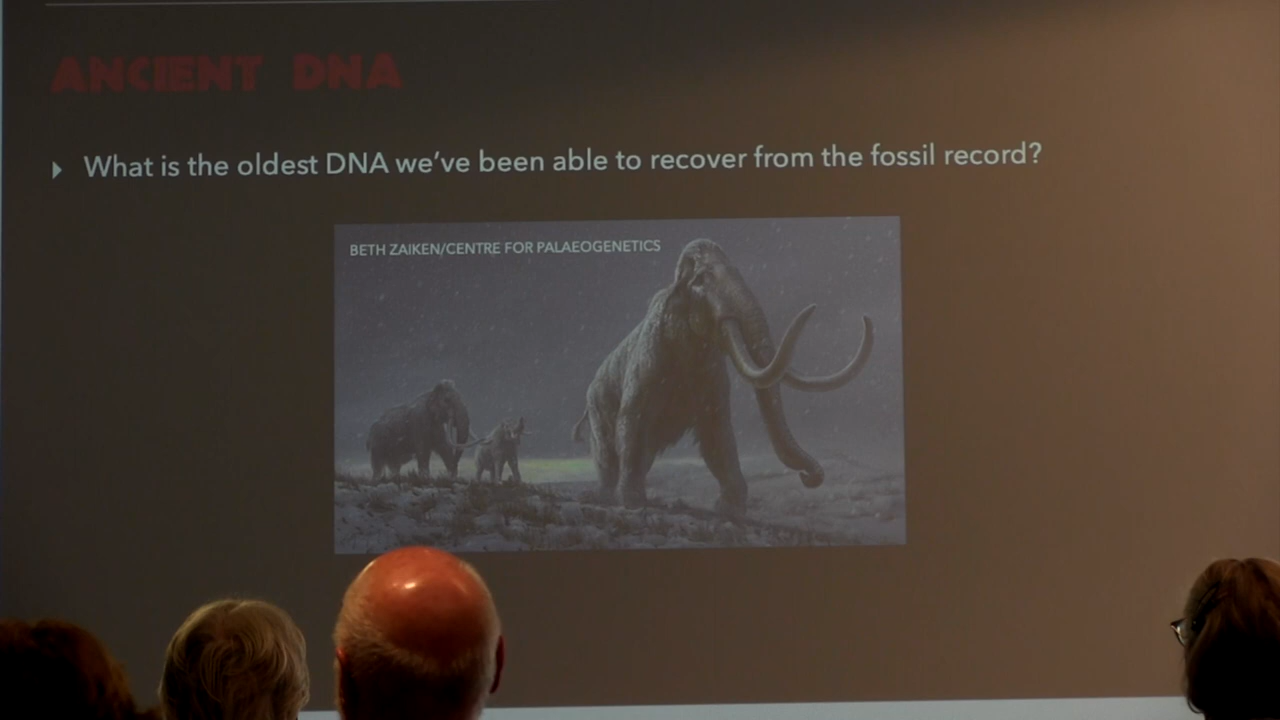 ANCIENT DNA
What is the oldest DNA we've been able to recover from the fossil record?
BETH ZAIKEN/CENTRE FOR PALAEOGENETICS